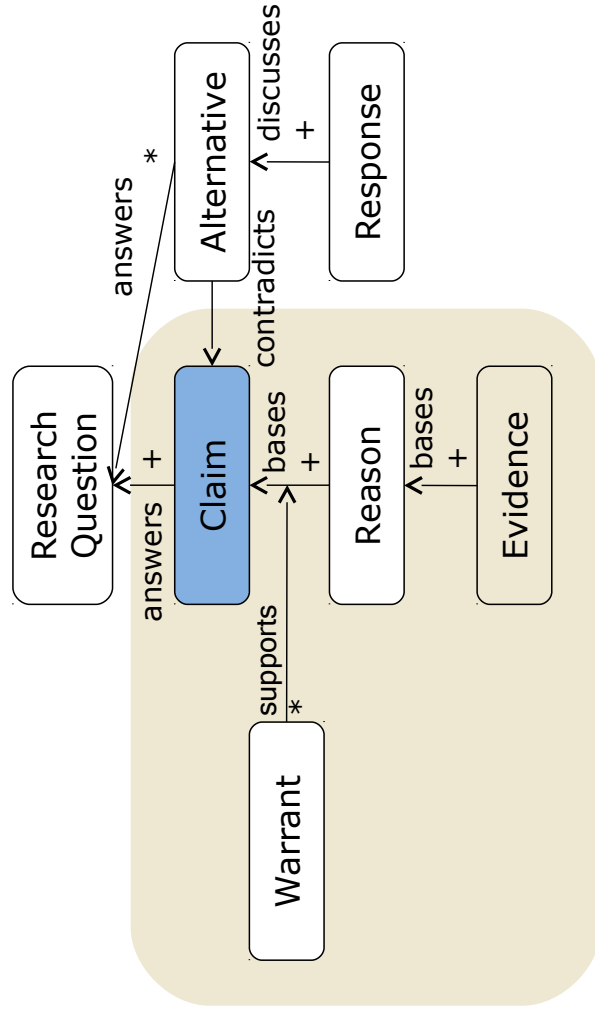 Research
Question
answers
+
answers
*
Claim
contradicts
Alternative
bases
+
discusses
+
supports
*
Warrant
Reason
Response
bases
+
Evidence